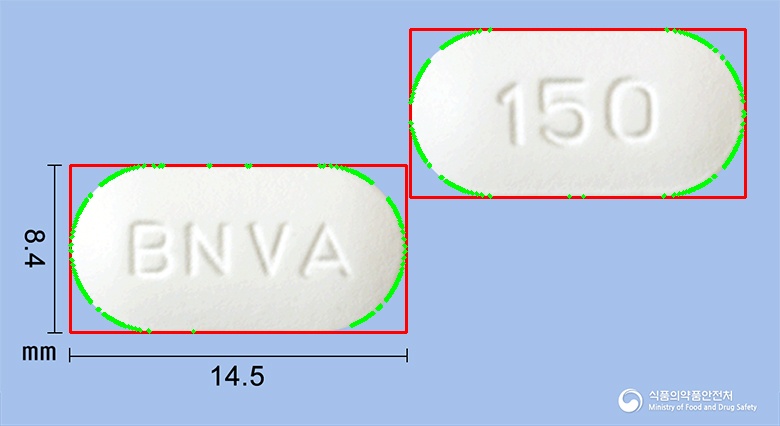 150
BNVA
8.4
mm
14.5
식품의약품안전처
Ministry of Food and Drug Safety